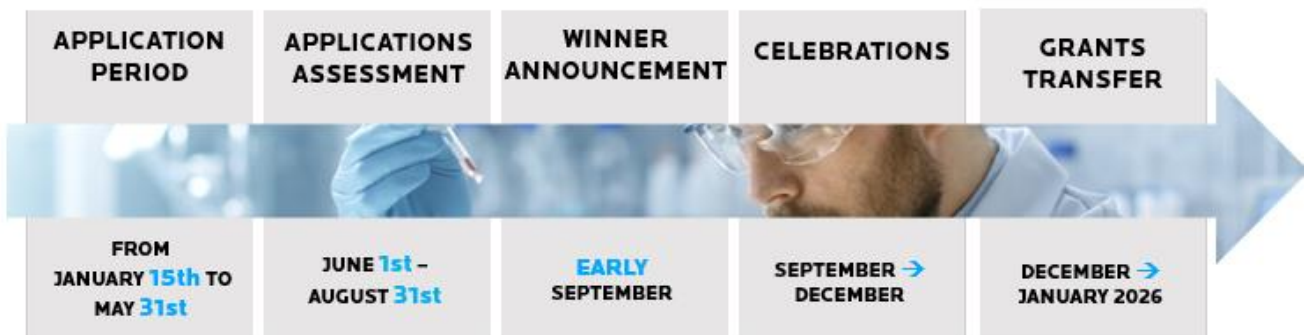 APPLICATION
PERIOD
APPLICATIONS
ASSESSMENT
WINNER
ANNOUNCEMENT
CELEBRATIONS
GRANTS
TRANSFER
FROM
JANUARY 15th TO
MAY 31st
JUNE 1st –
AUGUST 31st
EARLY
SEPTEMBER
SEPTEMBER →
DECEMBER
DECEMBER →
JANUARY 2026